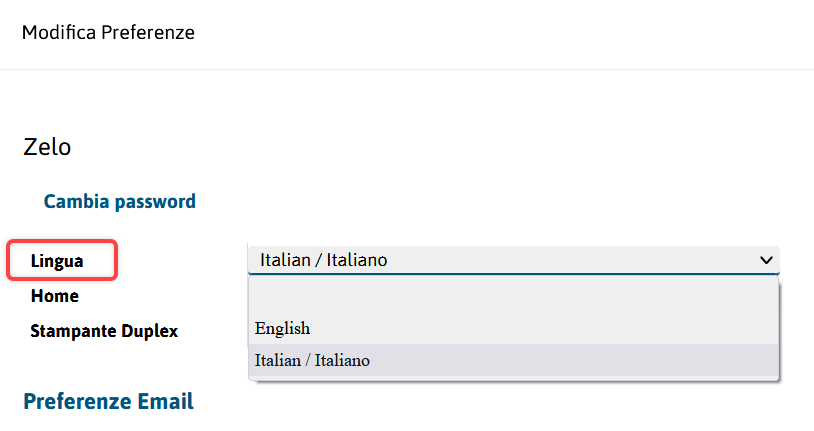 Modifica Preferenze
Zelo
Cambia password
Lingua
Italian / Italiano
Home
English
Stampante Duplex
Italian / Italiano
Preferenze Email